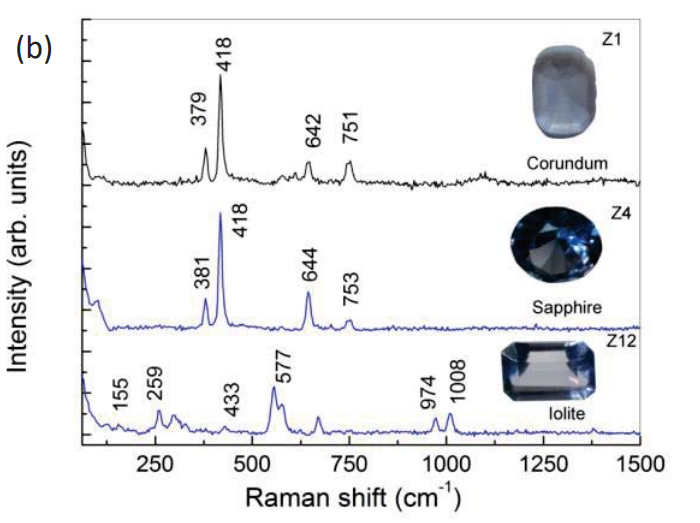 (b)
Z1
379
418
642
751
Corundum
Z4
381
418
644
753
Sapphire
Z12
155
259
433
577
974
1008
Iolite
Intensity (arb. units)
250 500 750 1000 1250 1500
Raman shift (cm⁻¹)